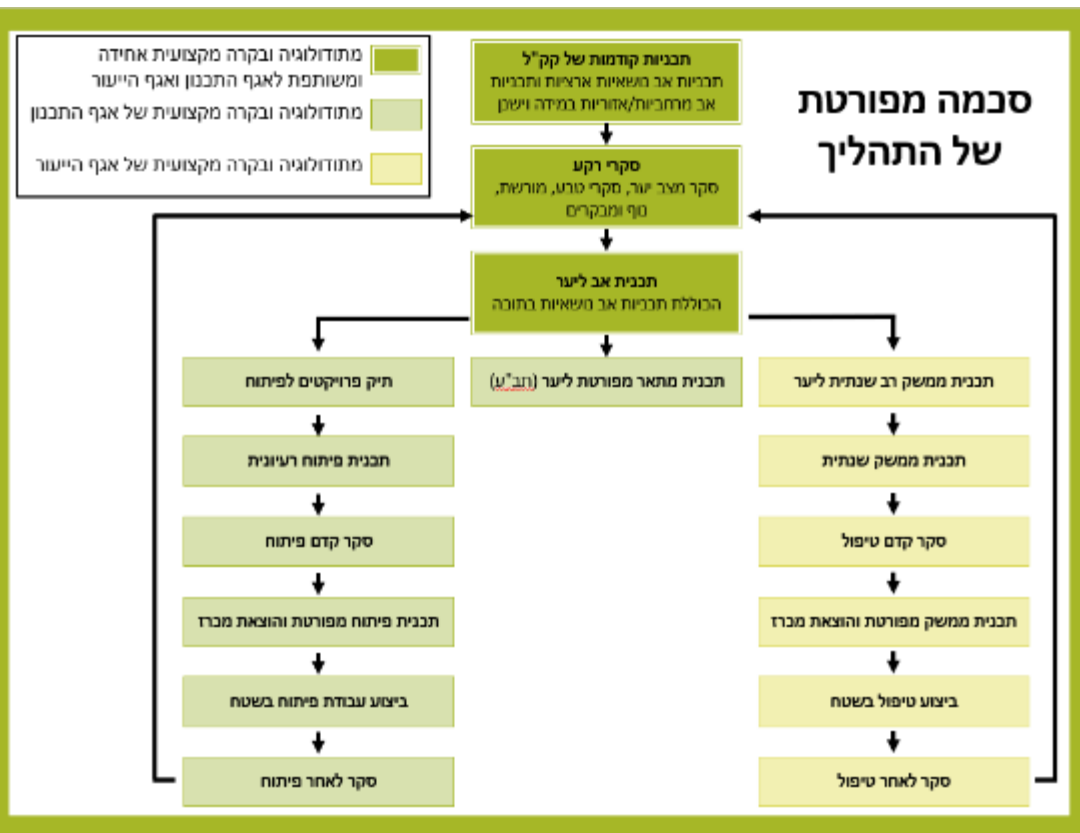 סכמה מפורטת
של התהליך
מתודולוגיה ובקרה מקצועית אחידה
ומשותפת לאגף התכנון ואגף הייעור
מתודולוגיה ובקרה מקצועית של אגף התכנון
מתודולוגיה ובקרה מקצועית של אגף הייעור
תכניות קודמות של קק"ל
תכניות אב נושאיות ארציות ותכניות
אב מרחביות/אזוריות במידה וישנן
סקרי רקע
סקר מצב יער, סקרי טבע, מורשת,
נוף ומבקרים
תכנית אב ליער
הכוללת תכניות אב נושאיות בתוכה
תכנית ממשק רב שנתית ליער
תכנית ממשק שנתית
סקר קדם טיפול
תכנית ממשק מפורטת והוצאת מכרז
ביצוע טיפול בשטח
סקר לאחר טיפול
תכנית מתאר מפורטת ליער (תב"ע)
תיק פרויקטים לפיתוח
תכנית פיתוח רעיונית
סקר קדם פיתוח
תכנית פיתוח מפורטת והוצאת מכרז
ביצוע עבודת פיתוח בשטח
סקר לאחר פיתוח